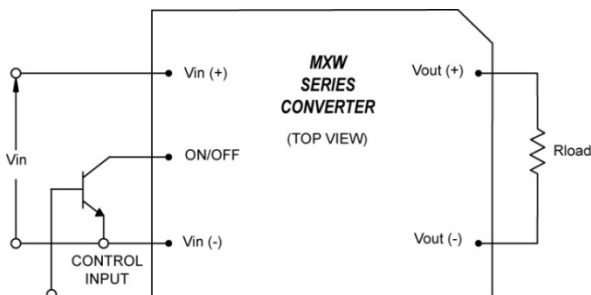 MXW
SERIES
CONVERTER
(TOP VIEW)
Vin (+)
Vout (+)
Vin
ON/OFF
Rload
Vin (-)
Vout (-)
CONTROL
INPUT